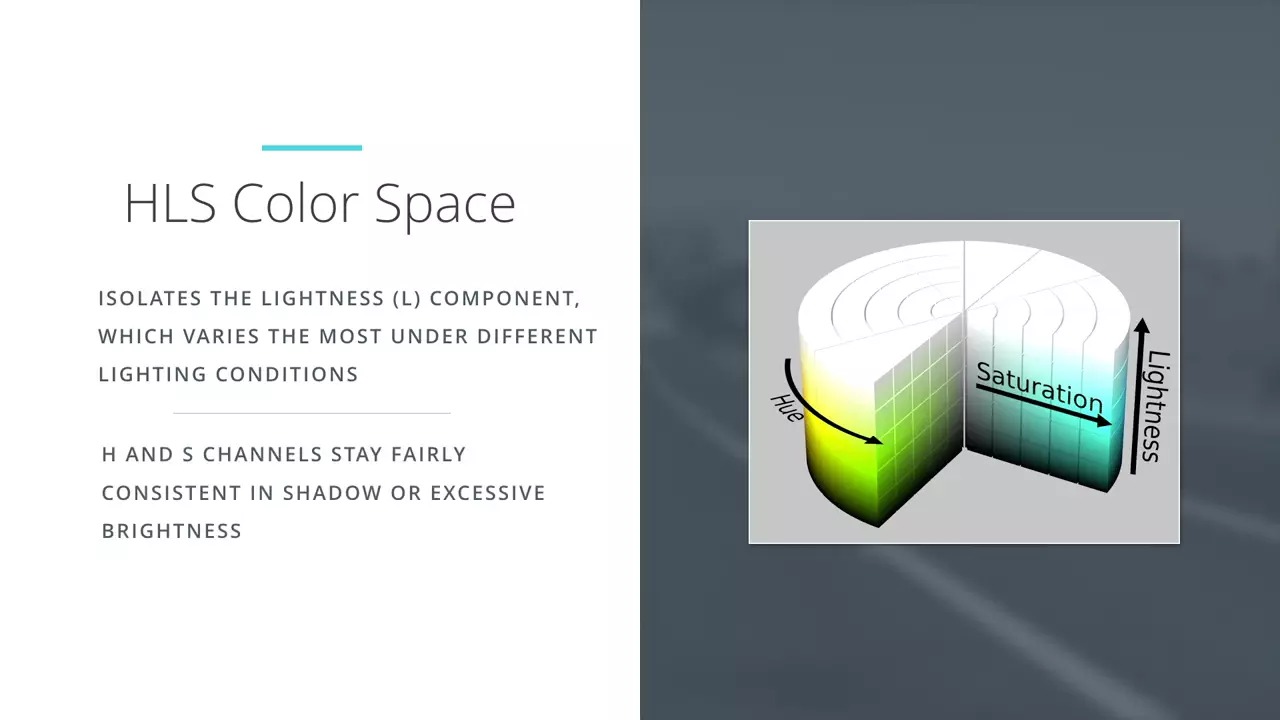 HLS Color Space
ISOLATES THE LIGHTNESS (L) COMPONENT,
WHICH VARIES THE MOST UNDER DIFFERENT
LIGHTING CONDITIONS
H AND S CHANNELS STAY FAIRLY
CONSISTENT IN SHADOW OR EXCESSIVE
BRIGHTNESS
Hue
Saturation
Lightness